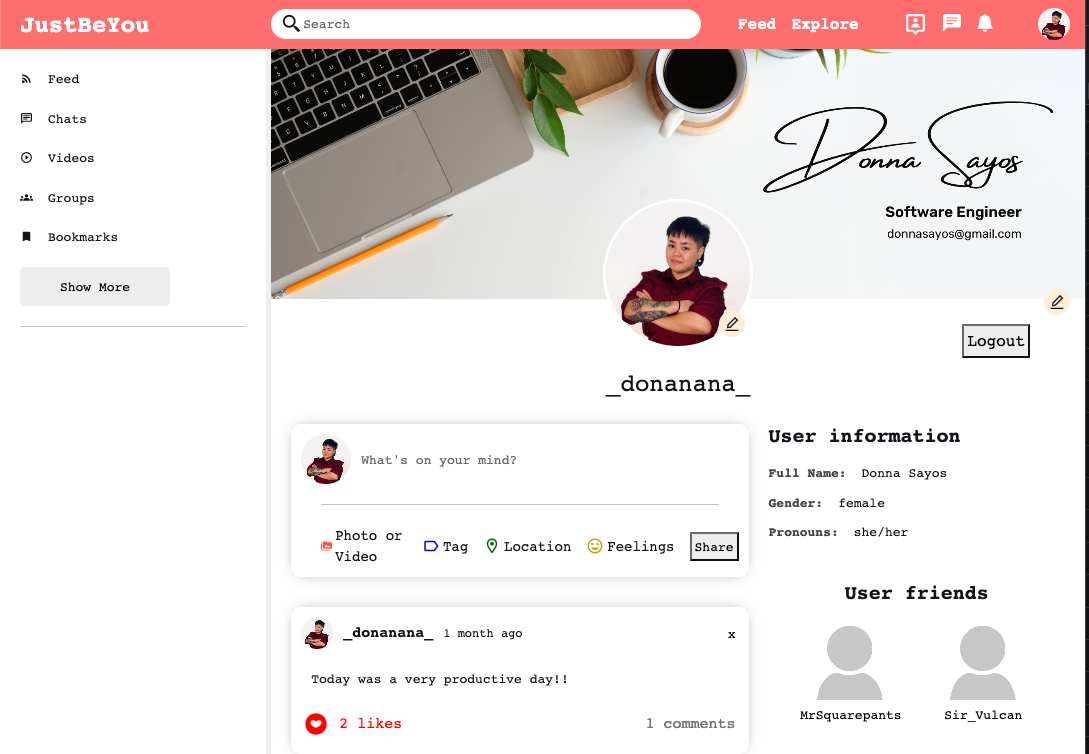 JustBeYou
Search
Feed Explore
Feed
Chats
Videos
Groups
Bookmarks
Show More
Donna Sayos
Software Engineer
donnasayos@gmail.com
Logout
_donanana_
What's on your mind?
Photo or
Video
Tag
Location
Feelings
Share
_donanana_ 1 month ago x
Today was a very productive day!!
2 likes
1 comments
User information
Full Name: Donna Sayos
Gender: female
Pronouns: she/her
User friends
MrSquarepants
Sir_Vulcan